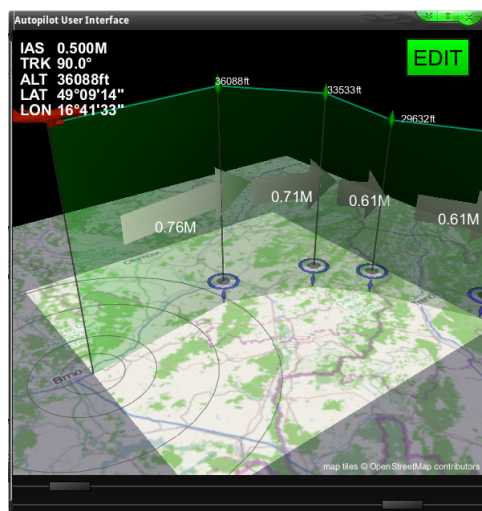 Autopilot User Interface
IAS 0.500M
TRK 90.0°
ALT 36088ft
LAT 49°09'14"
LON 16°41'33"
EDIT
36088ft
33533ft
29632ft
0.76M
0.71M
0.61M
0.61M
Brno
map tiles © OpenStreetMap contributors